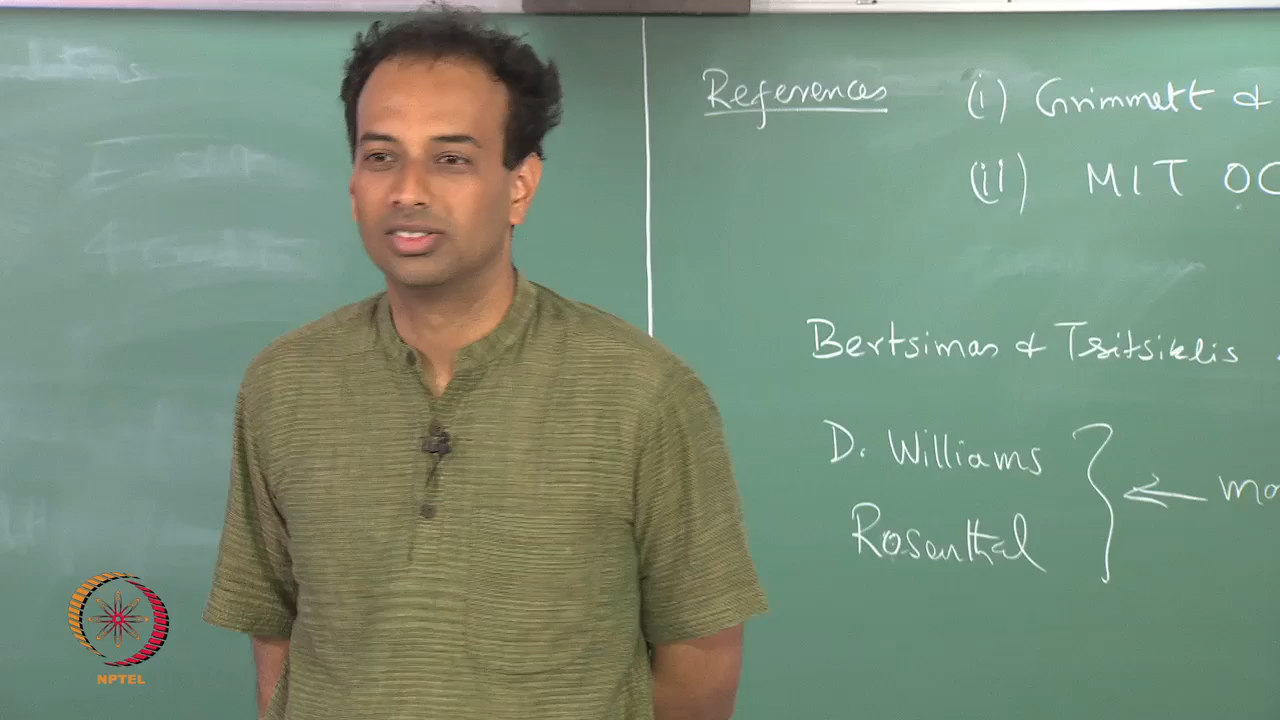 References (i) Grimmett &
(ii) MIT OC
Bertsimas & Tsitsiklis
D. Williams
Rosenthal
NPTEL